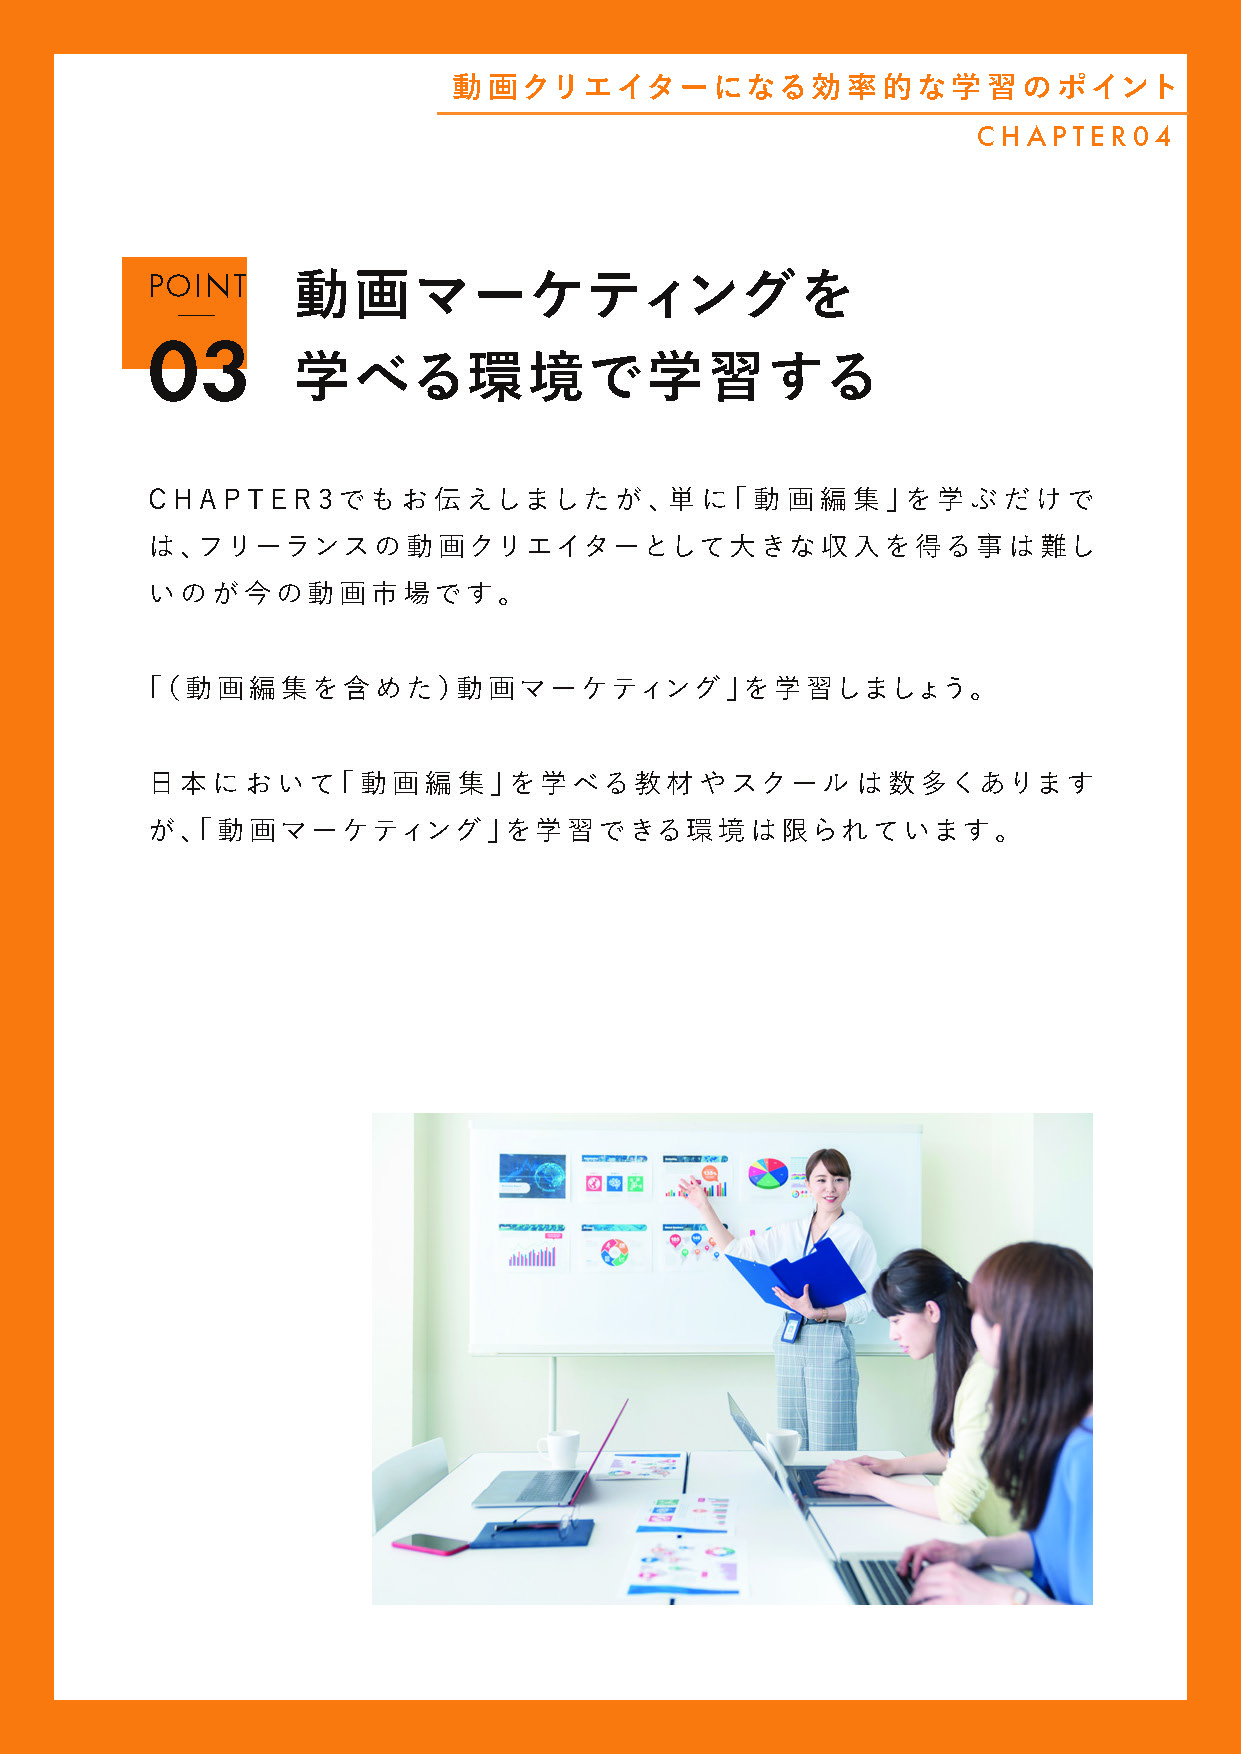 動画クリエイターになる効率的な学習のポイント
CHAPTER04
POINT
03
動画マーケティングを
学べる環境で学習する
CHAPTER3でもお伝えしましたが、単に「動画編集」を学ぶだけで
は、フリーランスの動画クリエイターとして大きな収入を得る事は難し
いのが今の動画市場です。
「(動画編集を含めた)動画マーケティング」を学習しましょう。
日本において「動画編集」を学べる教材やスクールは数多くあります
が、「動画マーケティング」を学習できる環境は限られています。